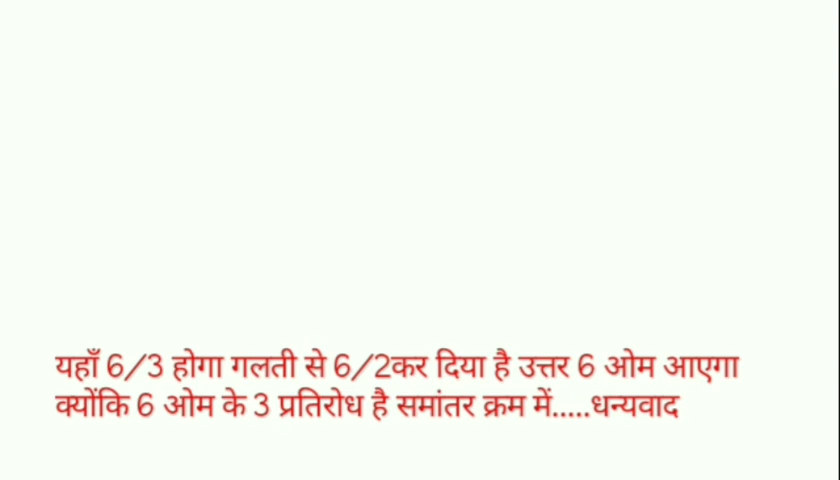 यहाँ 6/3 होगा गलती से 6/2कर दिया है उत्तर 6 ओम आएगा
क्योंकि 6 ओम के 3 प्रतिरोध है समांतर क्रम में.....धन्यवाद